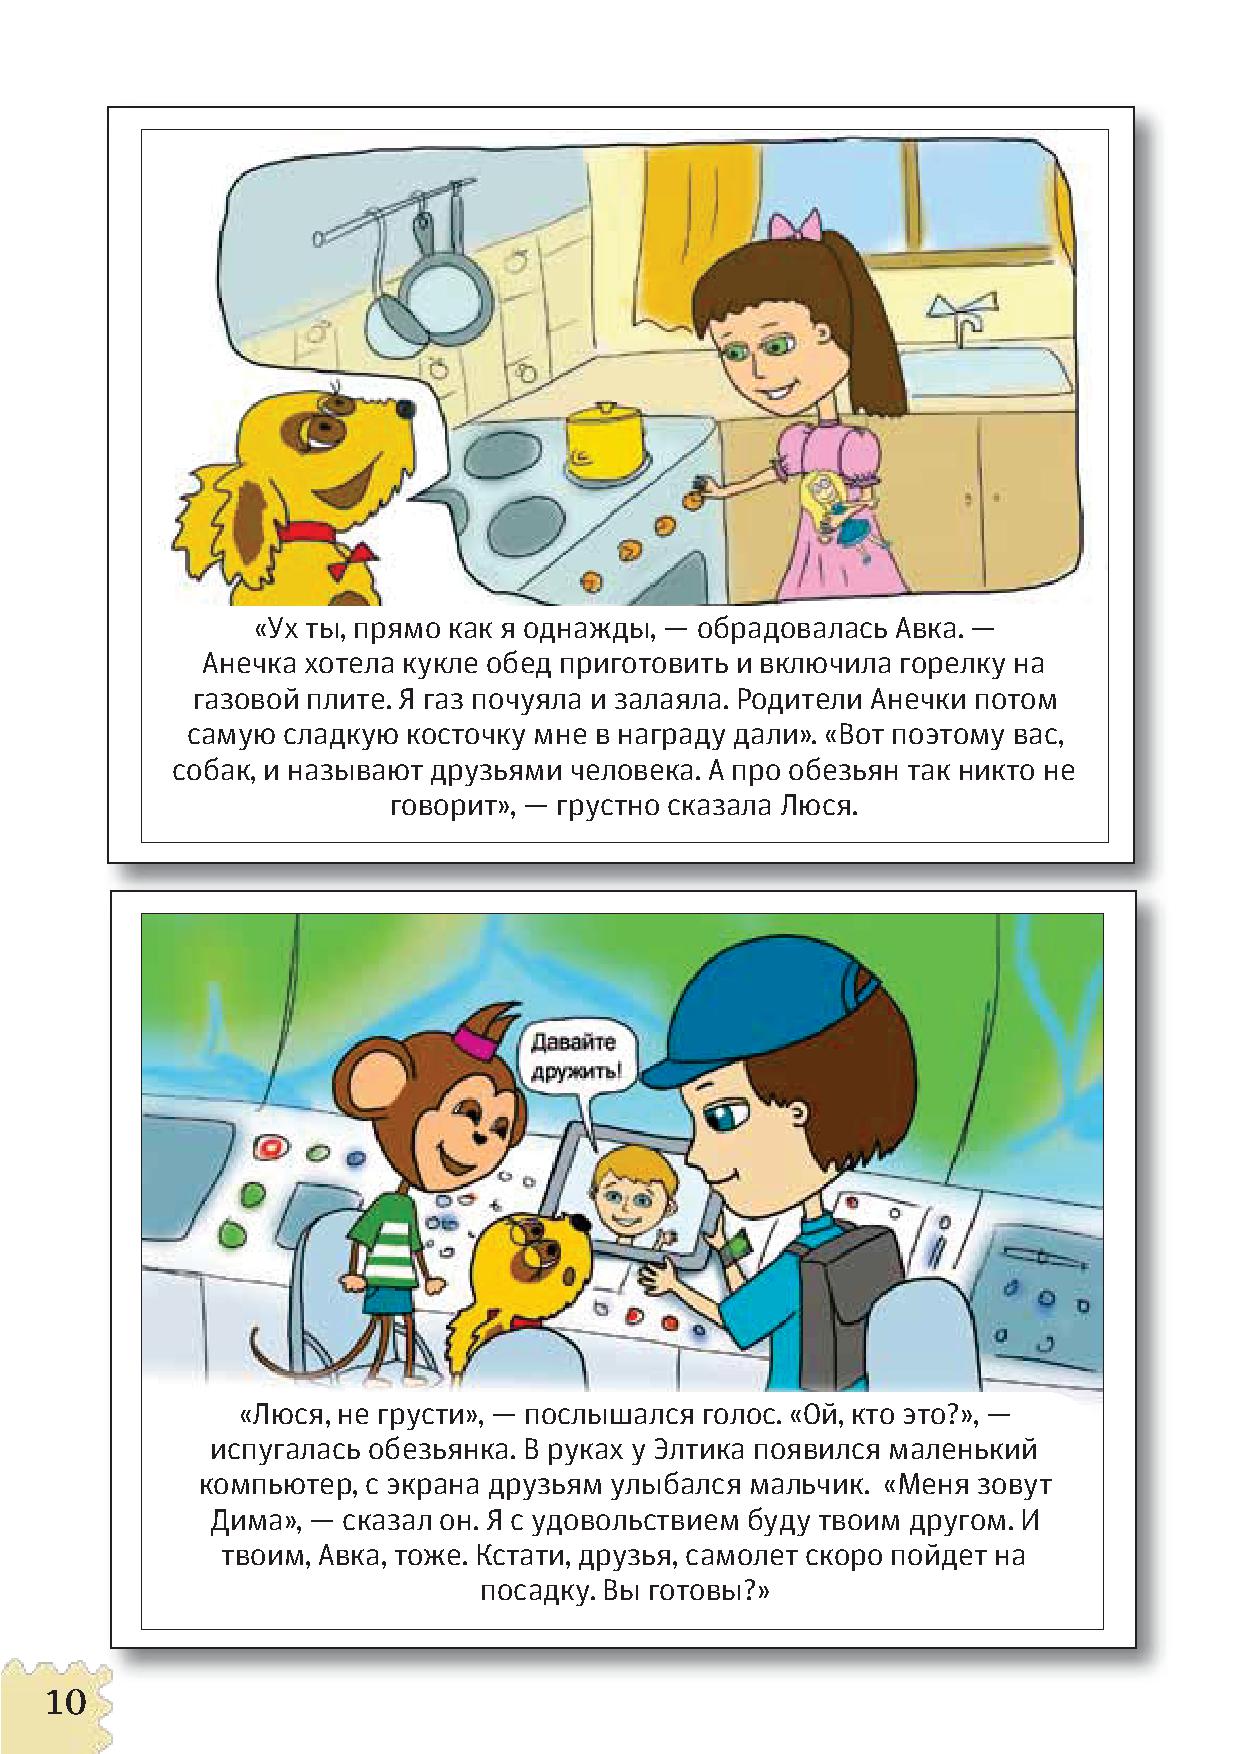 «Ух ты, прямо как я однажды, — обрадовалась Авка. —
Анечка хотела кукле обед приготовить и включила горелку на
газовой плите. Я газ почуяла и залаяла. Родители Анечки потом
самую сладкую косточку мне в награду дали». «Вот поэтому вас,
собак, и называют друзьями человека. А про обезьян так никто не
говорит», — грустно сказала Люся.
Давайте
дружить!
«Люся, не грусти», — послышался голос. «Ой, кто это?», —
испугалась обезьянка. В руках у Элтика появился маленький
компьютер, с экрана друзьям улыбался мальчик. «Меня зовут
Дима», — сказал он. Я с удовольствием буду твоим другом. И
твоим, Авка, тоже. Кстати, друзья, самолет скоро пойдет на
посадку. Вы готовы?»
10